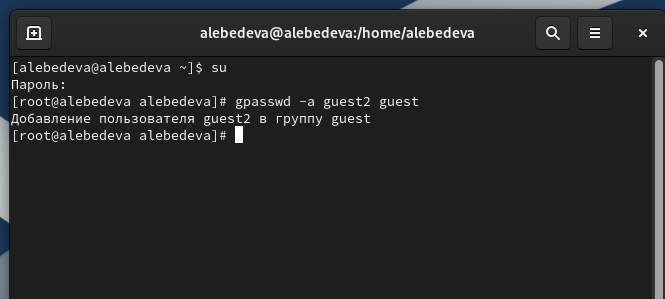 alebedeva@alebedeva:/home/alebedeva
[alebedeva@alebedeva ~]$ su
Пароль:
[root@alebedeva alebedeva]# gpasswd -a guest2 guest
Добавление пользователя guest2 в группу guest
[root@alebedeva alebedeva]#